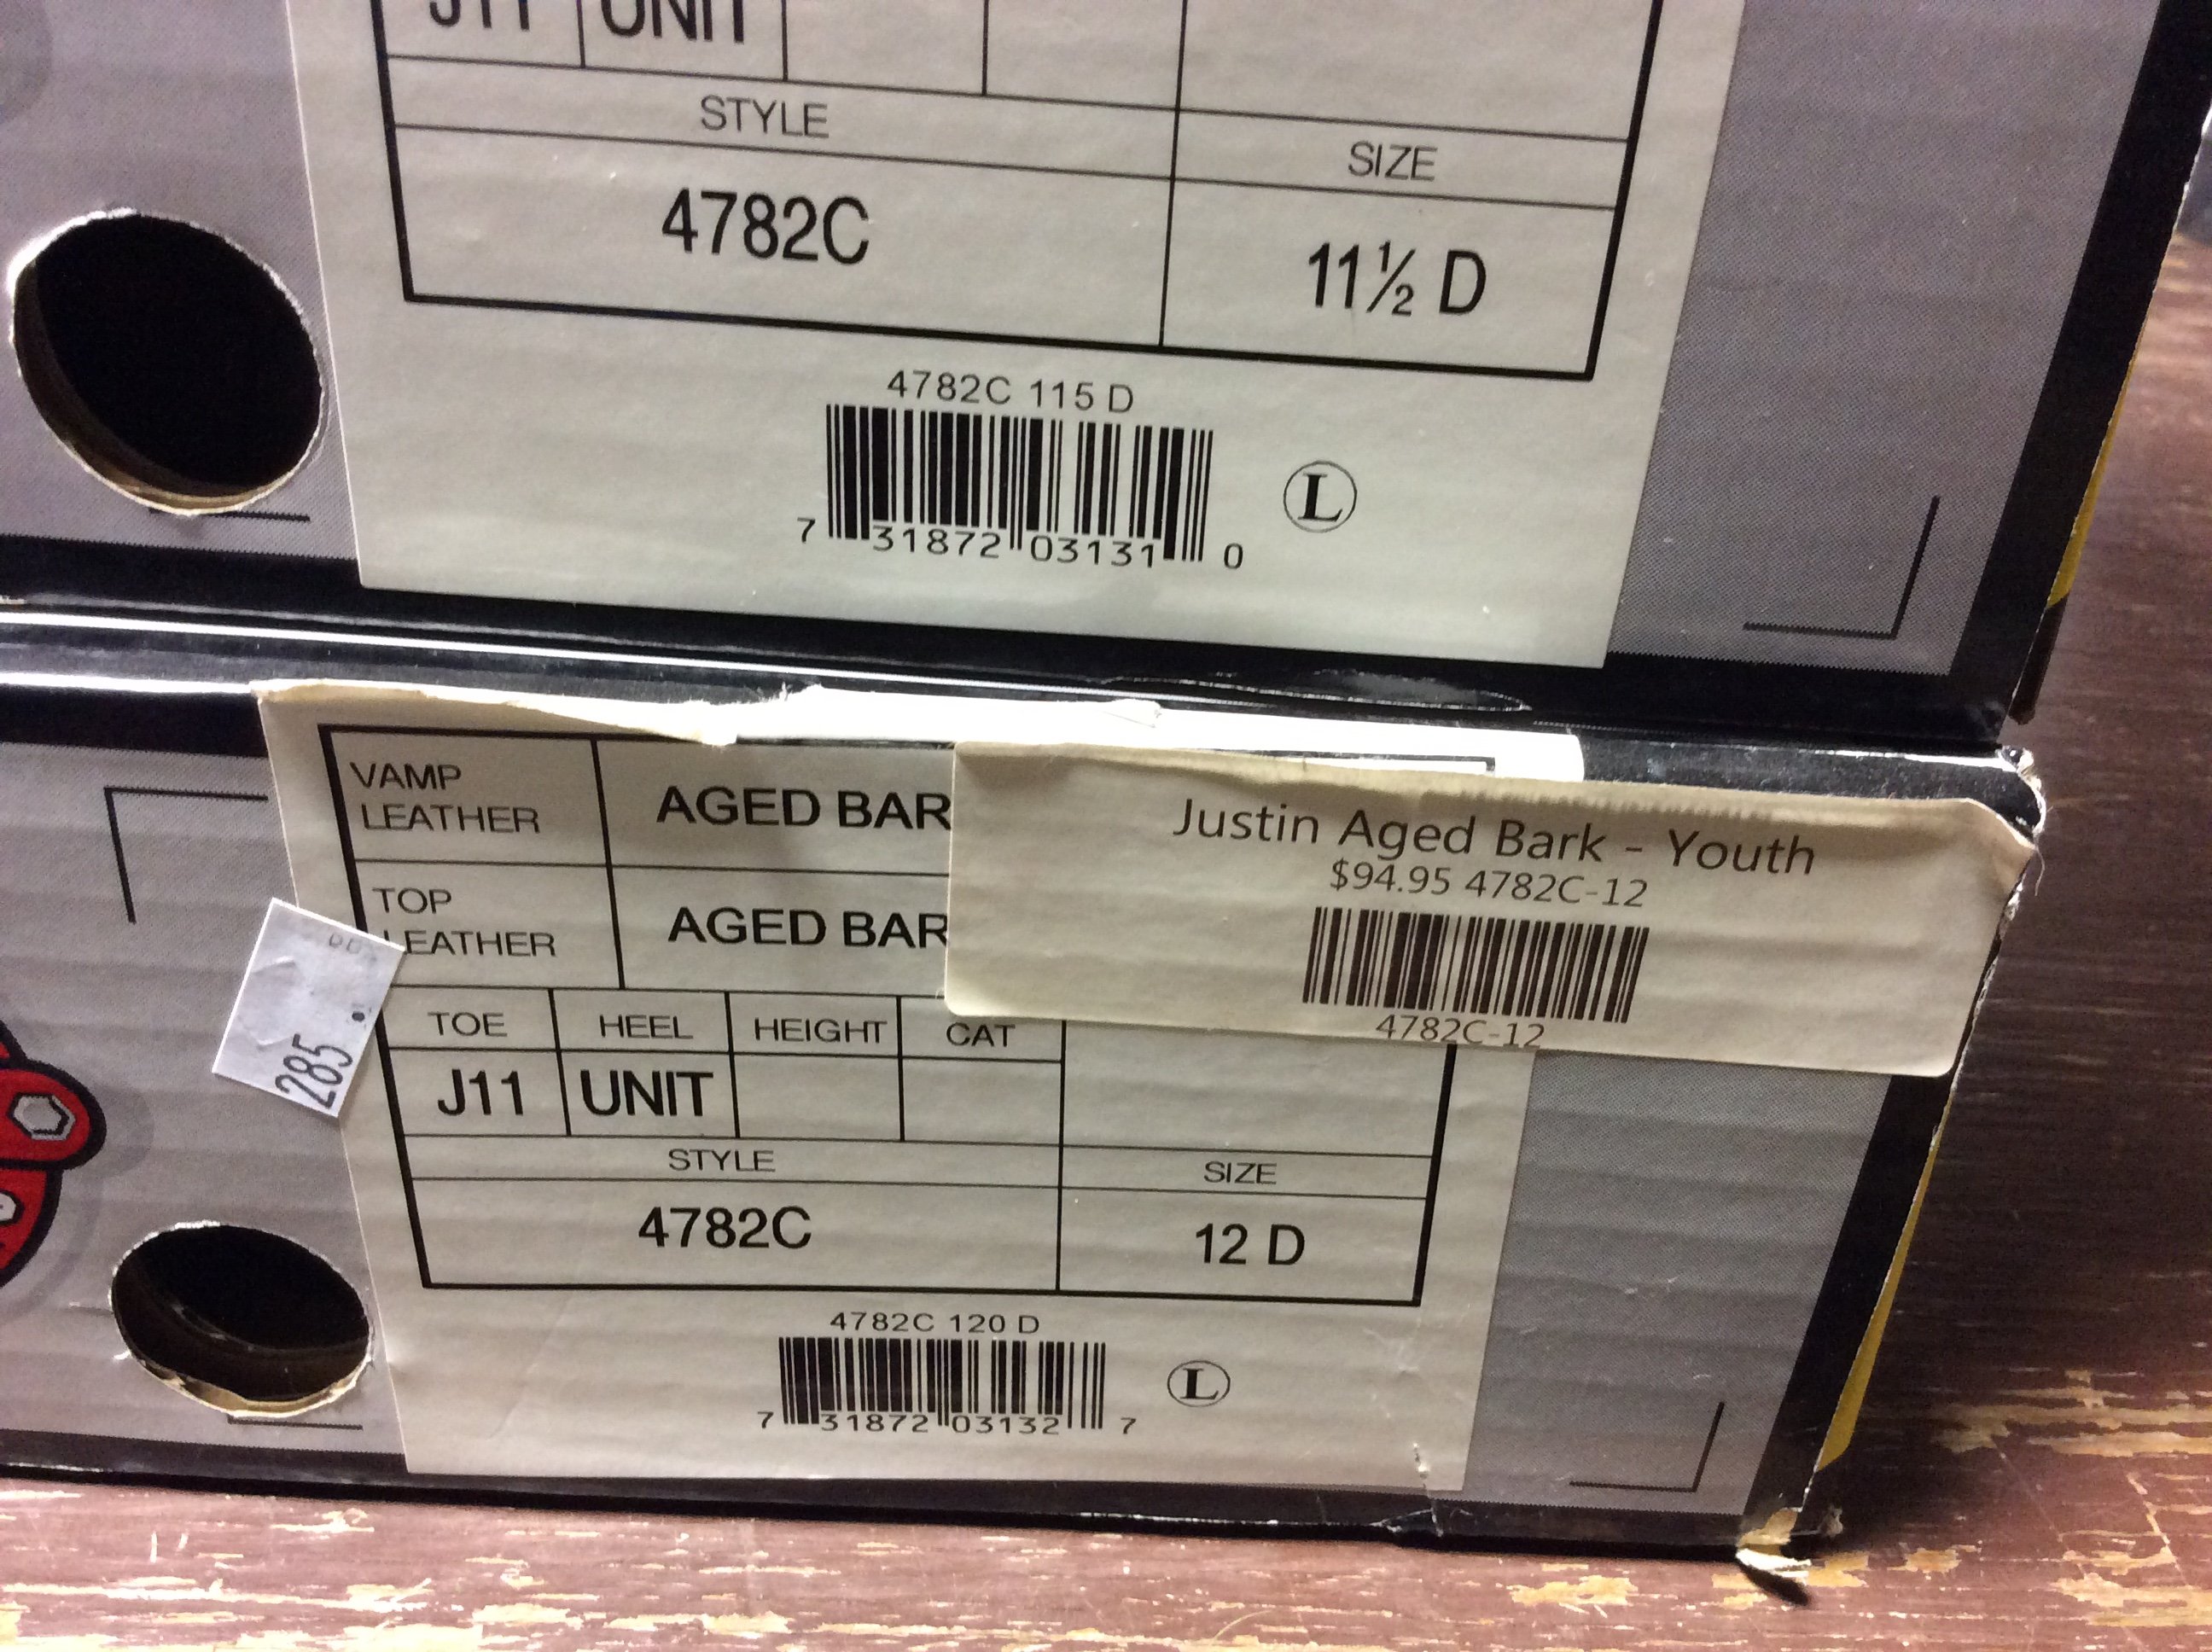 J11 UNIT
STYLE
SIZE
4782C
11½ D
4782C 115 D
7 31872 03131 0
L
VAMP
LEATHER
AGED BAR
Justin Aged Bark - Youth
$94.95 4782C-12
4782C-12
TOP
LEATHER
AGED BAR
285
TOE HEEL HEIGHT CAT
J11 UNIT
STYLE
SIZE
4782C
12 D
4782C 120 D
7 31872 03132 7
L